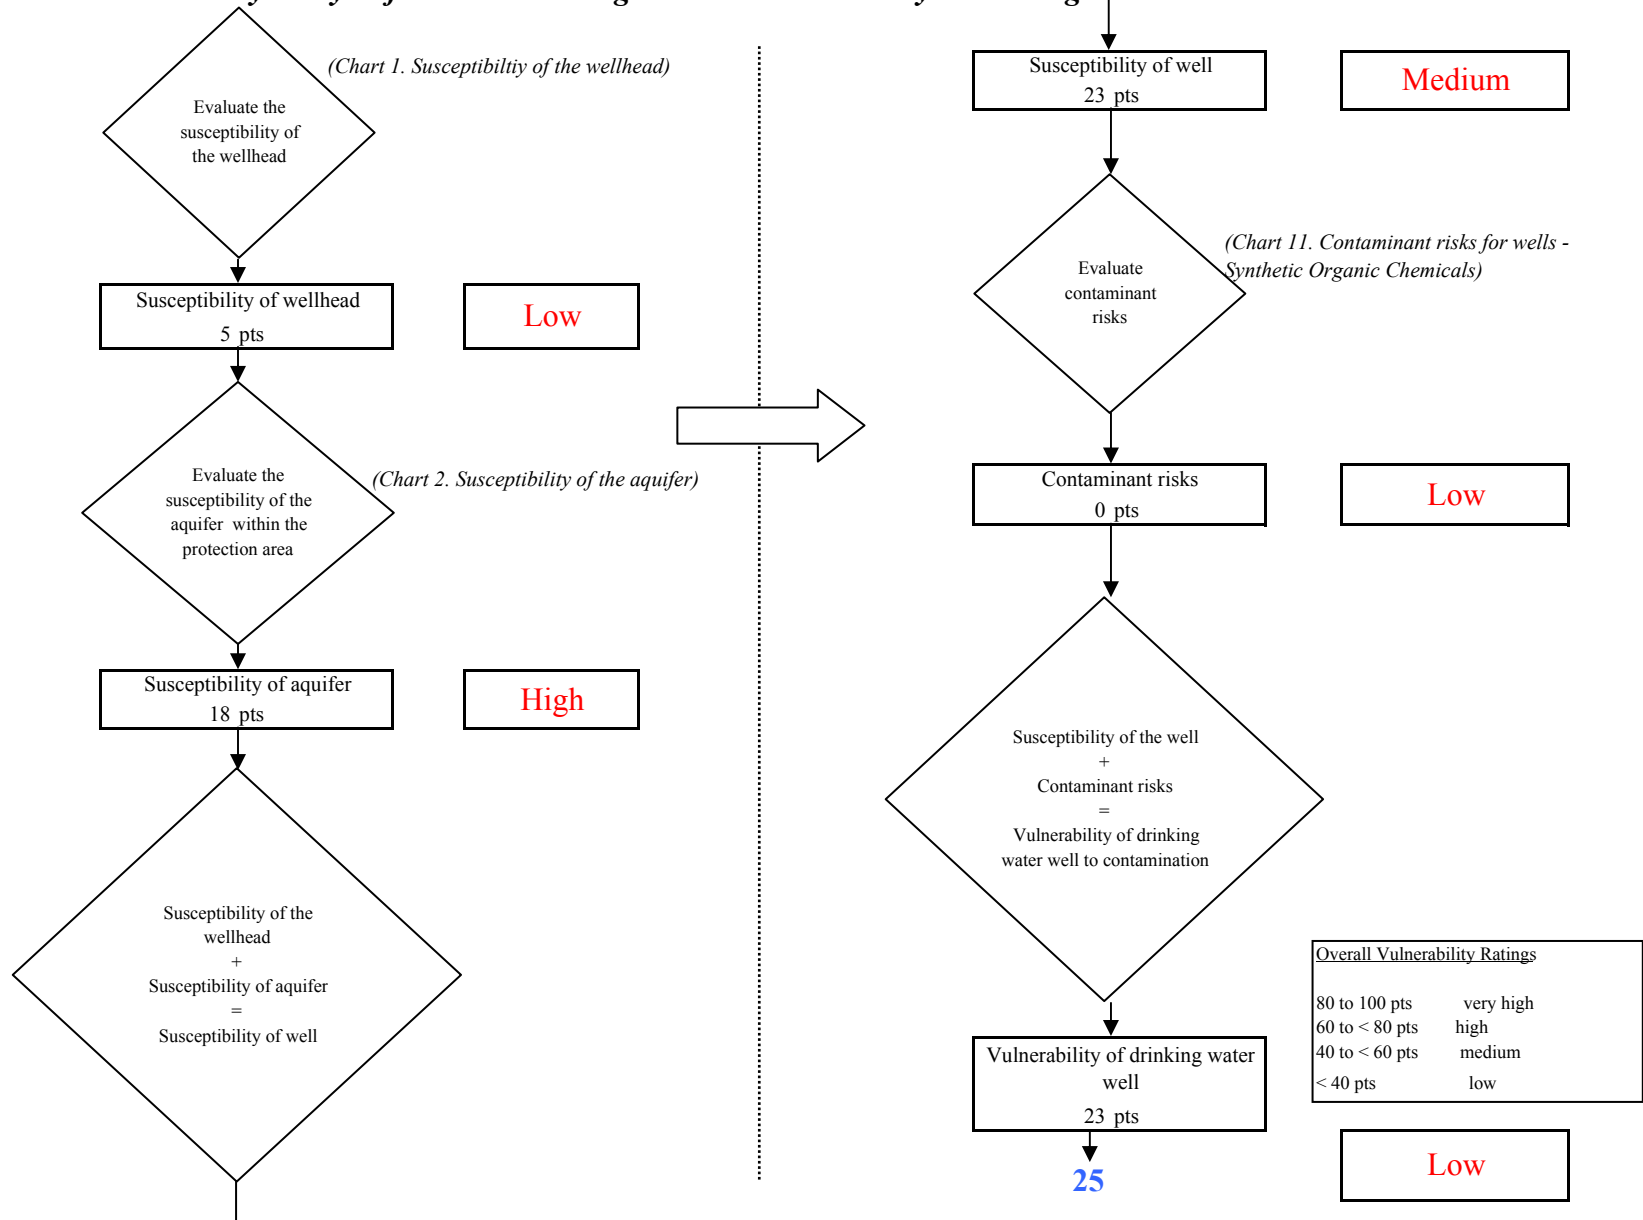 (Chart 1. Susceptibiltiy of the wellhead)
Evaluate the
susceptibility of
the wellhead
Susceptibility of wellhead
5 pts
Low
Evaluate the
susceptibility of the
aquifer within the
protection area
(Chart 2. Susceptibility of the aquifer)
Susceptibility of aquifer
18 pts
High
Susceptibility of the
wellhead
+
Susceptibility of aquifer
=
Susceptibility of well
Susceptibility of well
23 pts
Medium
(Chart 11. Contaminant risks for wells -
Synthetic Organic Chemicals)
Evaluate
contaminant
risks
Contaminant risks
0 pts
Low
Susceptibility of the well
+
Contaminant risks
=
Vulnerability of drinking
water well to contamination
Overall Vulnerability Ratings
80 to 100 pts very high
60 to < 80 pts high
40 to < 60 pts medium
< 40 pts low
Vulnerability of drinking water
well
23 pts
25
Low